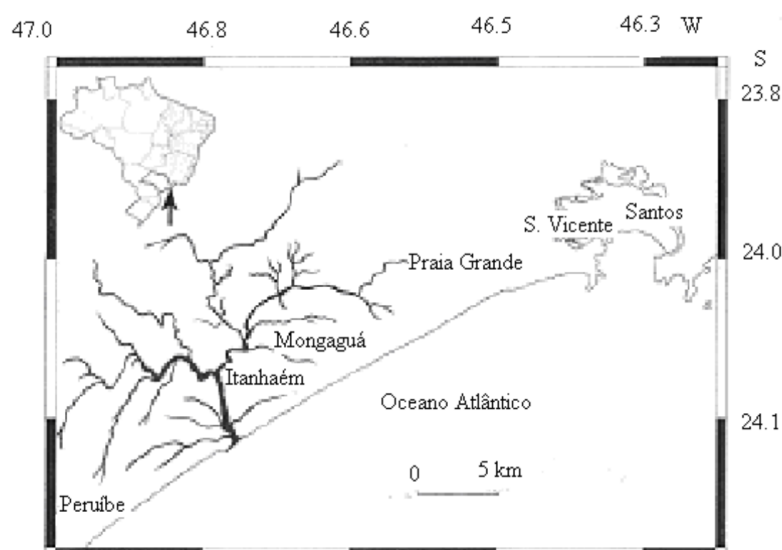 47.0 46.8 46.6 46.5 46.3 W
S
23.8
Santos
S. Vicente
24.0
Praia Grande
Mongaguá
Itanhaém
Oceano Atlântico
24.1
0 5 km
Peruíbe